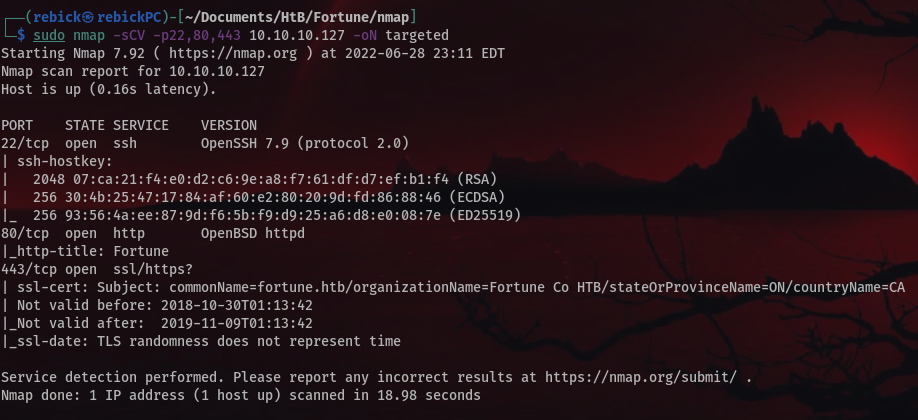 ┌──(rebick㉿rebickPC)-[~/Documents/HtB/Fortune/nmap]
└─$ sudo nmap -sCV -p22,80,443 10.10.10.127 -oN targeted
Starting Nmap 7.92 ( https://nmap.org ) at 2022-06-28 23:11 EDT
Nmap scan report for 10.10.10.127
Host is up (0.16s latency).

PORT    STATE SERVICE    VERSION
22/tcp  open  ssh        OpenSSH 7.9 (protocol 2.0)
| ssh-hostkey:
|   2048 07:ca:21:f4:e0:d2:c6:9e:a8:f7:61:df:d7:ef:b1:f4 (RSA)
|   256 30:4b:25:47:17:84:af:60:e2:80:20:9d:fd:86:88:46 (ECDSA)
|_  256 93:56:4a:ee:87:9d:f6:5b:f9:d9:25:a6:d8:e0:08:7e (ED25519)
80/tcp  open  http       OpenBSD httpd
|_http-title: Fortune
443/tcp open  ssl/https?
| ssl-cert: Subject: commonName=fortune.htb/organizationName=Fortune Co HTB/stateOrProvinceName=ON/countryName=CA
| Not valid before: 2018-10-30T01:13:42
|_Not valid after:  2019-11-09T01:13:42
|_ssl-date: TLS randomness does not represent time

Service detection performed. Please report any incorrect results at https://nmap.org/submit/ .
Nmap done: 1 IP address (1 host up) scanned in 18.98 seconds